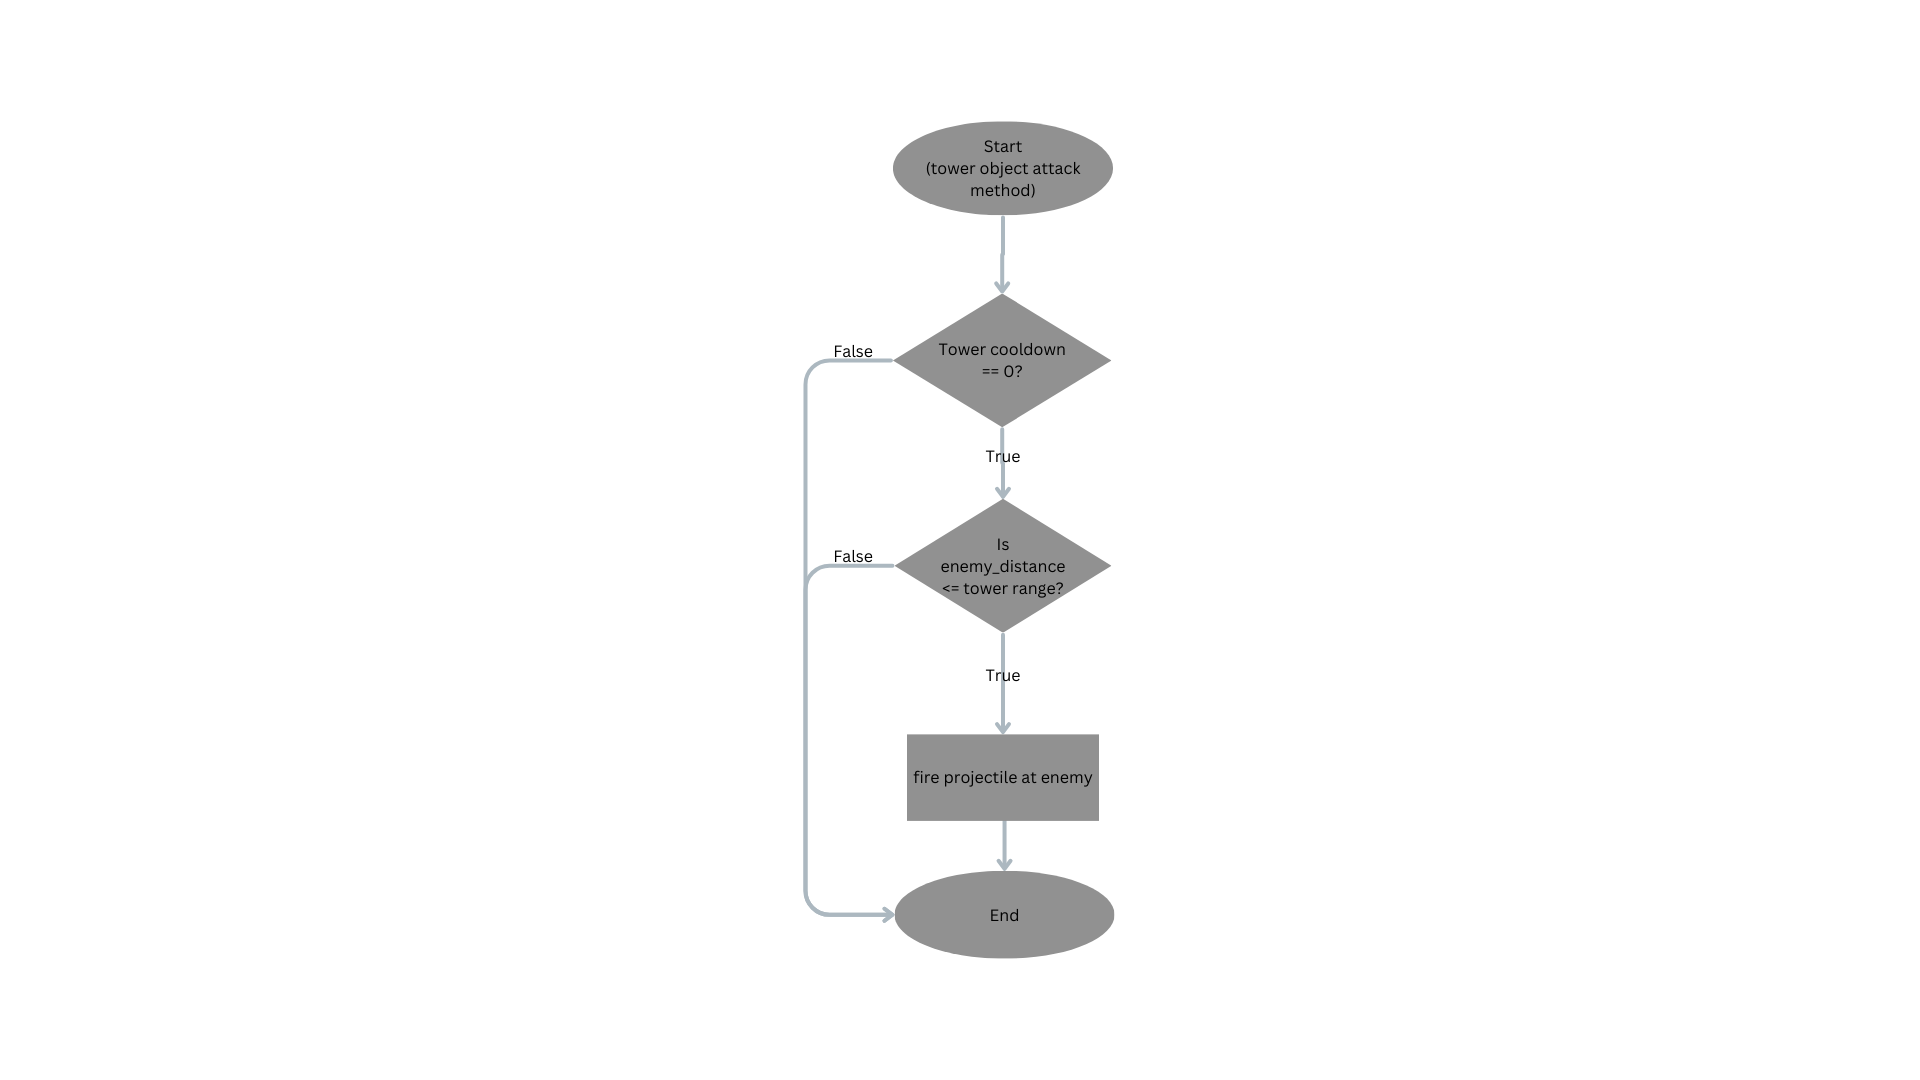 Start
(tower object attack
method)
False
Tower cooldown
== 0?
True
False
Is
enemy_distance
<= tower range?
True
fire projectile at enemy
End